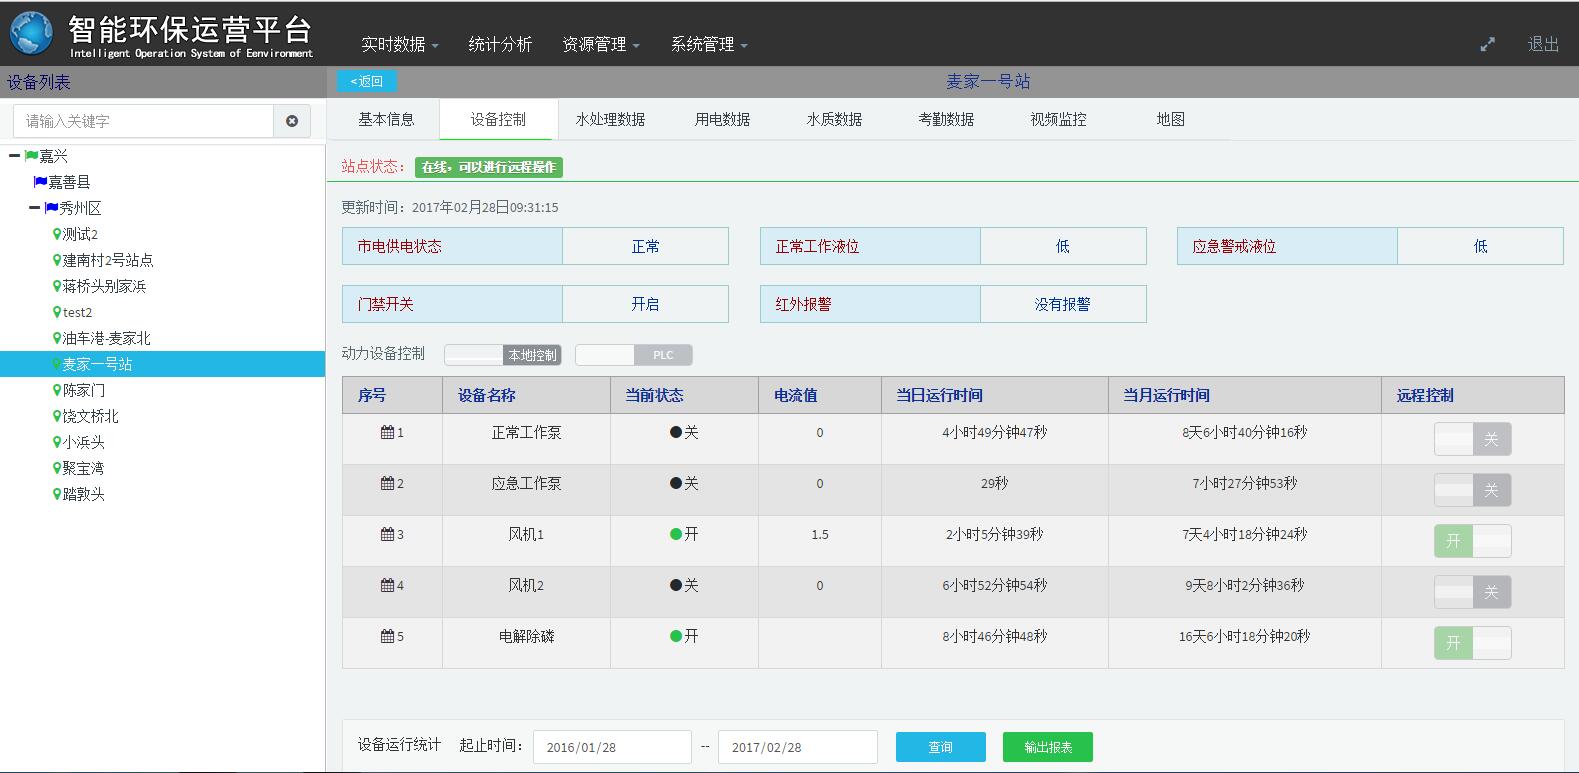 智能环保运营平台
Intelligent Operation System of Eenvironment
实时数据 统计分析 资源管理 系统管理 退出
设备列表 <返回 麦家一号站
请输入关键字
基本信息 设备控制 水处理数据 用电数据 水质数据 考勤数据 视频监控 地图
嘉兴
嘉善县
秀州区
测试2
建南村2号站点
蒋桥头别家浜
test2
油车港-麦家北
麦家一号站
陈家门
饶文桥北
小浜头
聚宝湾
踏敦头
站点状态: 在线,可以进行远程操作
更新时间:2017年02月28日09:31:15
市电供电状态 正常 正常工作液位 低 应急警戒液位 低
门禁开关 开启 红外报警 没有报警
动力设备控制 本地控制 PLC
序号 设备名称 当前状态 电流值 当日运行时间 当月运行时间 远程控制
1 正常工作泵 关 0 4小时49分钟47秒 8天6小时40分钟16秒 关
2 应急工作泵 关 0 29秒 7小时27分钟53秒 关
3 风机1 开 1.5 2小时5分钟39秒 7天4小时18分钟24秒 开
4 风机2 关 0 6小时52分钟54秒 9天8小时2分钟36秒 关
5 电解除磷 开 8小时46分钟48秒 16天6小时18分钟20秒 开
设备运行统计 起止时间: 2016/01/28 -- 2017/02/28 查询 输出报表